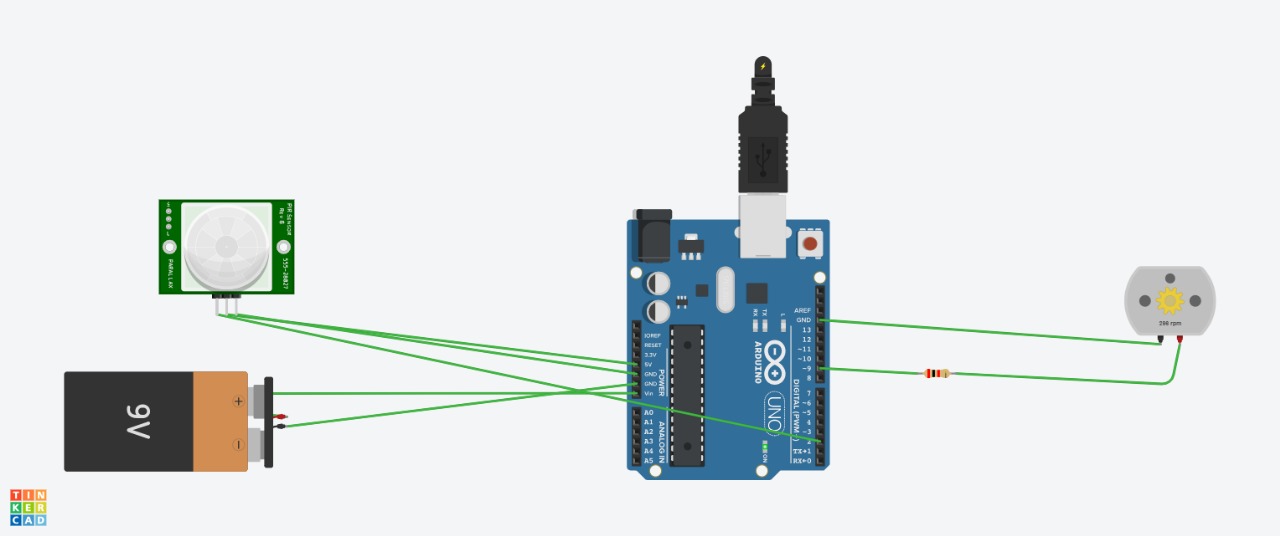 PIR Sensor
Rev B
555-28027
PARALLAX
9V
+
-
TIN
KER
CAD
IOREF
RESET
3.3V
5V
GND
GND
Vin
POWER
A0
A1
A2
A3
A4
A5
ANALOG IN
RX
TX
L
ARDUINO
UNO
ON
AREF
GND
13
12
~11
~10
~9
8
7
~6
~5
4
~3
2
TX→1
RX←0
DIGITAL (PWM~)